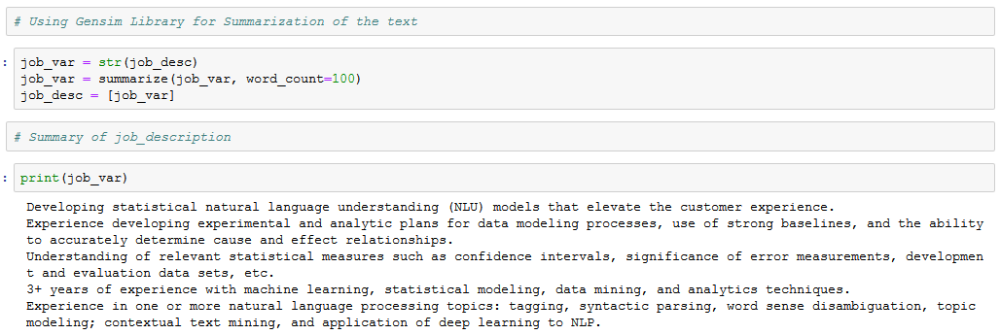 # Using Gensim Library for Summarization of the text
: job_var = str(job_desc)
job_var = summarize(job_var, word_count=100)
job_desc = [job_var]
# Summary of job_description
: print(job_var)
Developing statistical natural language understanding (NLU) models that elevate the customer experience.
Experience developing experimental and analytic plans for data modeling processes, use of strong baselines, and the ability
to accurately determine cause and effect relationships.
Understanding of relevant statistical measures such as confidence intervals, significance of error measurements, developmen
t and evaluation data sets, etc.
3+ years of experience with machine learning, statistical modeling, data mining, and analytics techniques.
Experience in one or more natural language processing topics: tagging, syntactic parsing, word sense disambiguation, topic
modeling; contextual text mining, and application of deep learning to NLP.